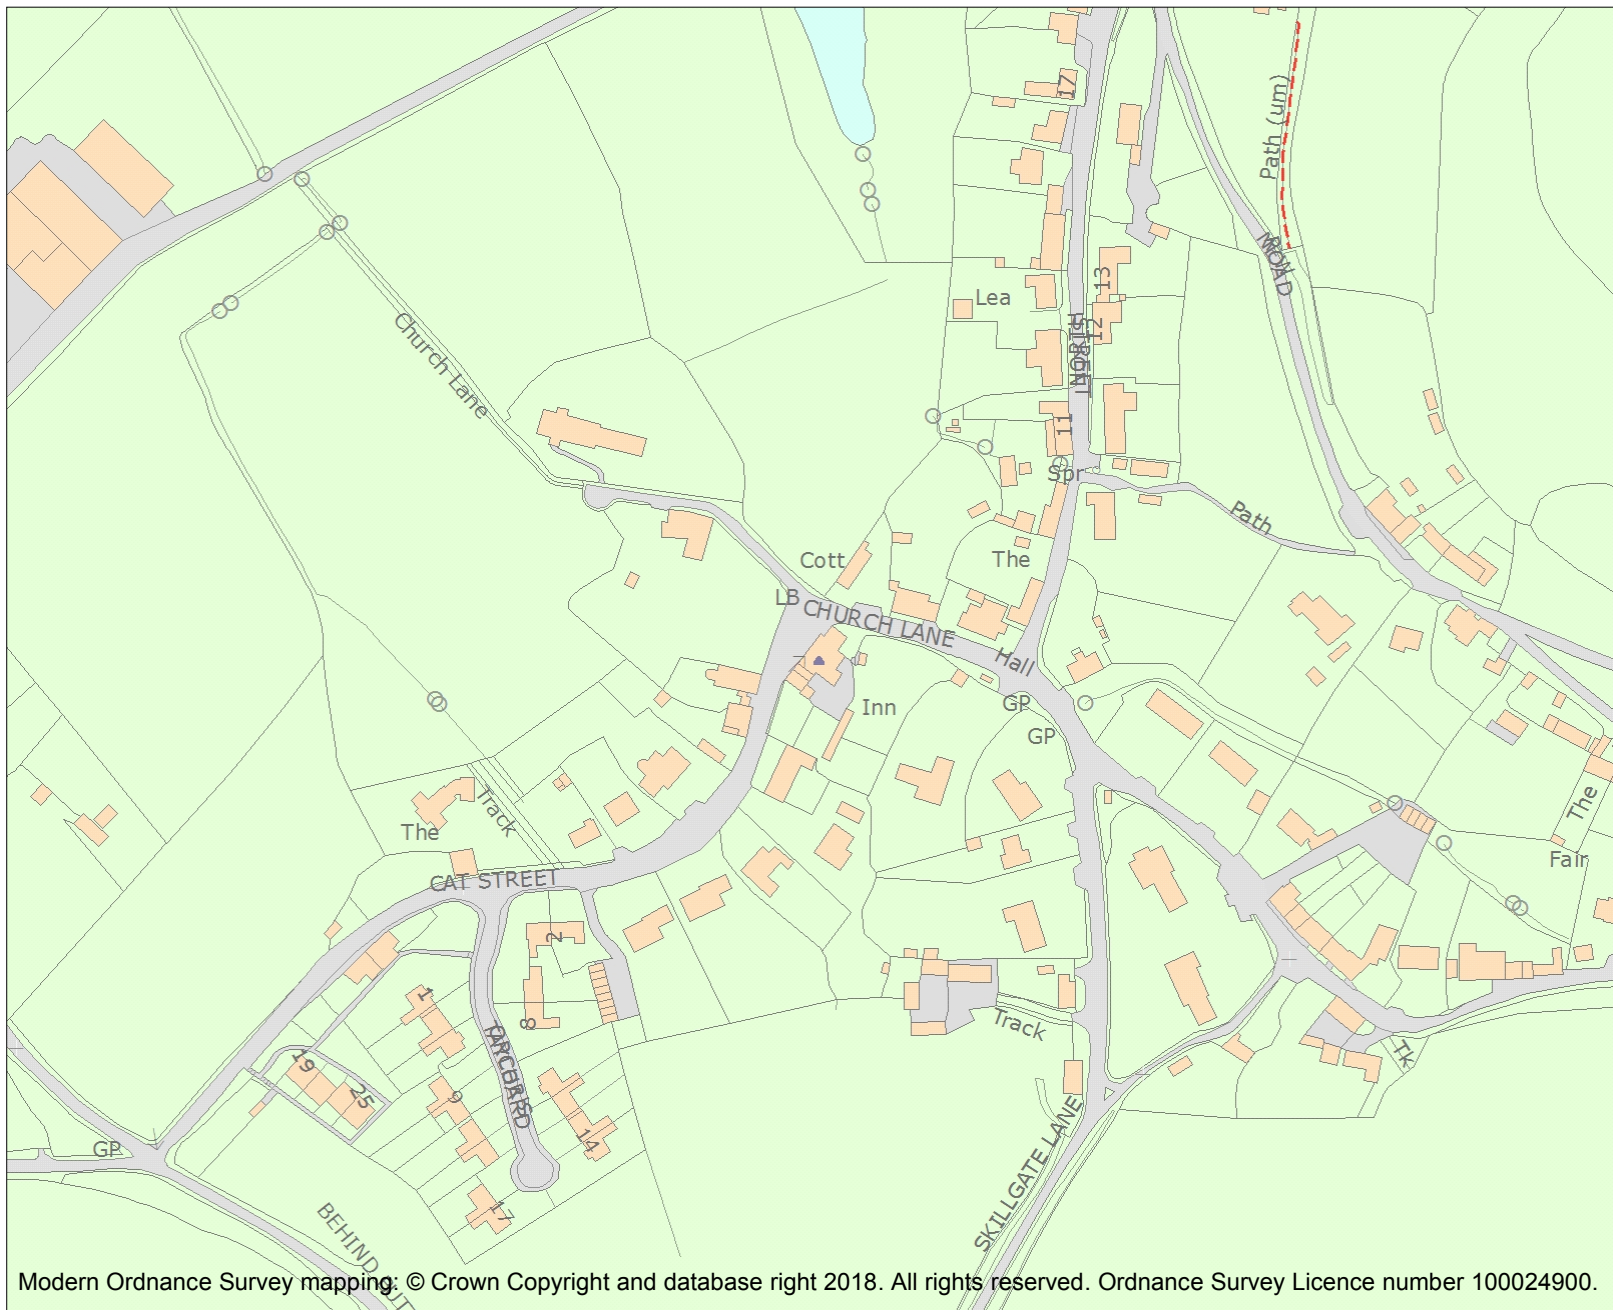 17
Path (um)
ROAD
13
Lea
12
NORTH
STREET
Church Lane
11
Spr
Path
Cott
The
LB
CHURCH LANE
Hall
GP
Inn
GP
Track
The
The
Fair
CAT STREET
2
1
8
Track
ORCHARD
19
25
9
14
Tk
GP
17
SKILLGATE LANE
BEHIND
Modern Ordnance Survey mapping: © Crown Copyright and database right 2018. All rights reserved. Ordnance Survey Licence number 100024900.